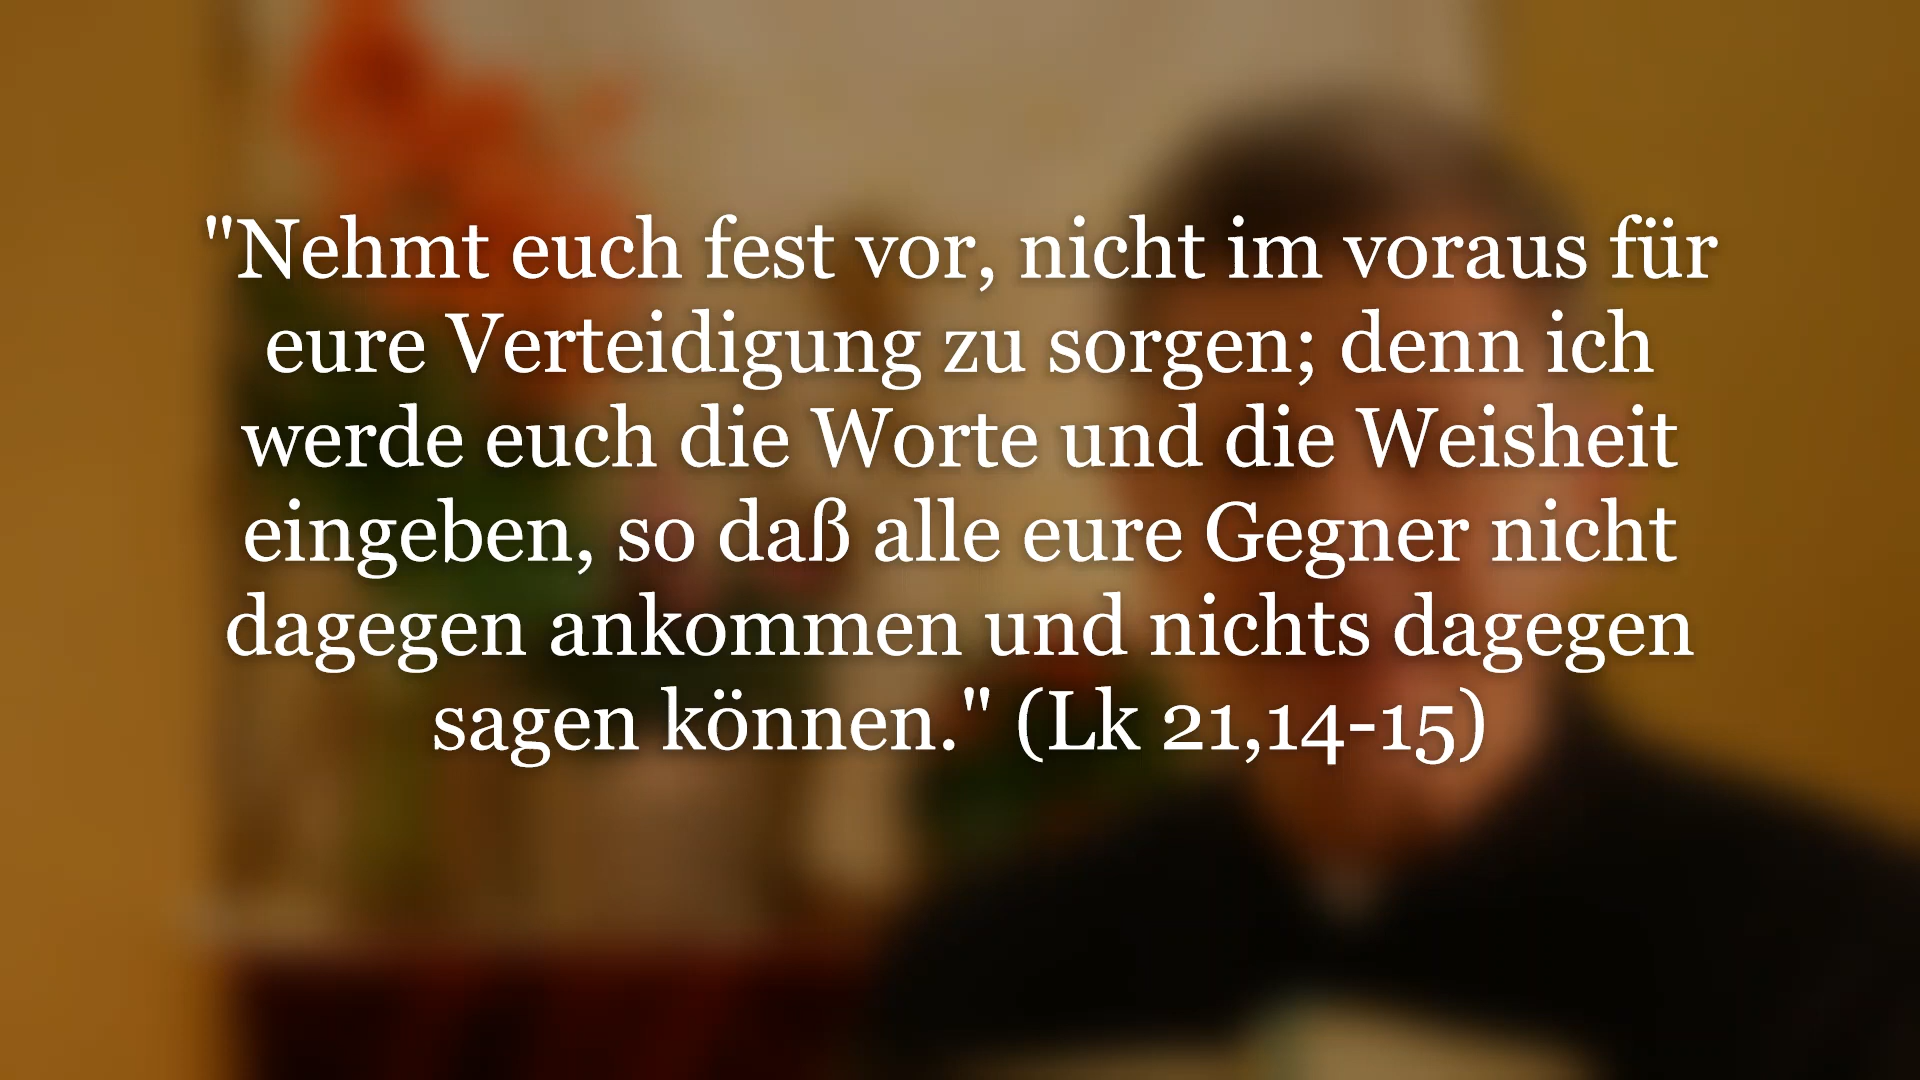 "Nehmt euch fest vor, nicht im voraus für
eure Verteidigung zu sorgen; denn ich
werde euch die Worte und die Weisheit
eingeben, so daß alle eure Gegner nicht
dagegen ankommen und nichts dagegen
sagen können." (Lk 21,14-15)